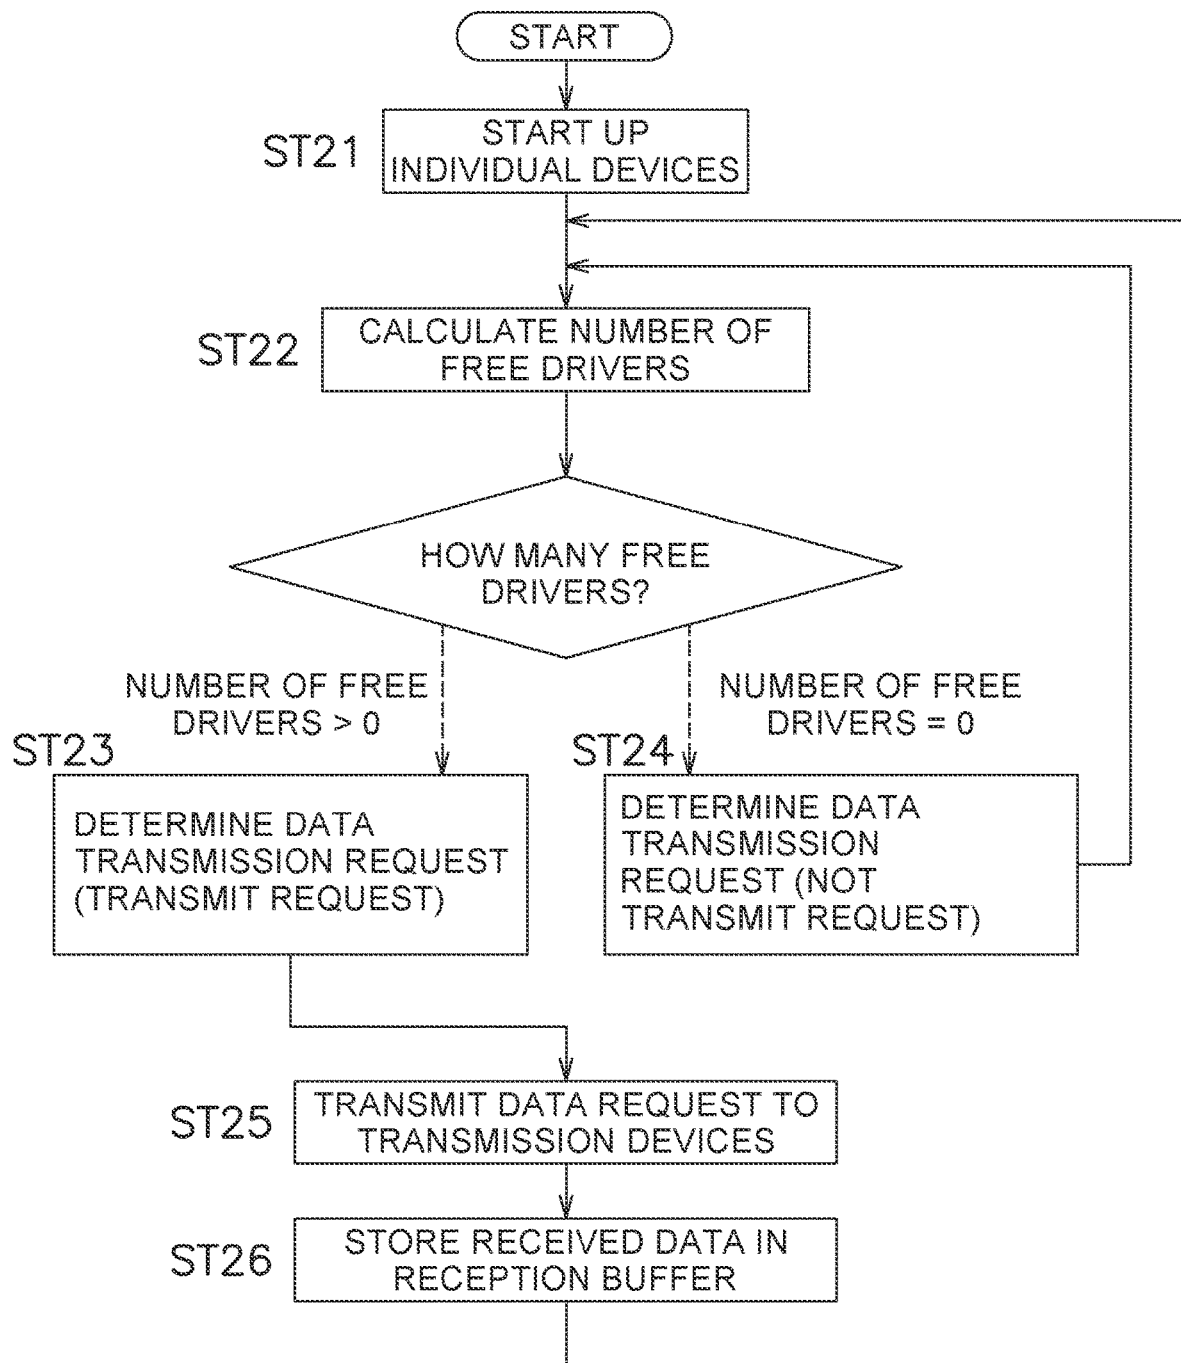 START
ST21
START UP
INDIVIDUAL DEVICES
ST22
CALCULATE NUMBER OF
FREE DRIVERS
HOW MANY FREE
DRIVERS?
NUMBER OF FREE
DRIVERS > 0
NUMBER OF FREE
DRIVERS = 0
ST23
DETERMINE DATA
TRANSMISSION REQUEST
(TRANSMIT REQUEST)
ST24
DETERMINE DATA
TRANSMISSION
REQUEST (NOT
TRANSMIT REQUEST)
ST25
TRANSMIT DATA REQUEST TO
TRANSMISSION DEVICES
ST26
STORE RECEIVED DATA IN
RECEPTION BUFFER